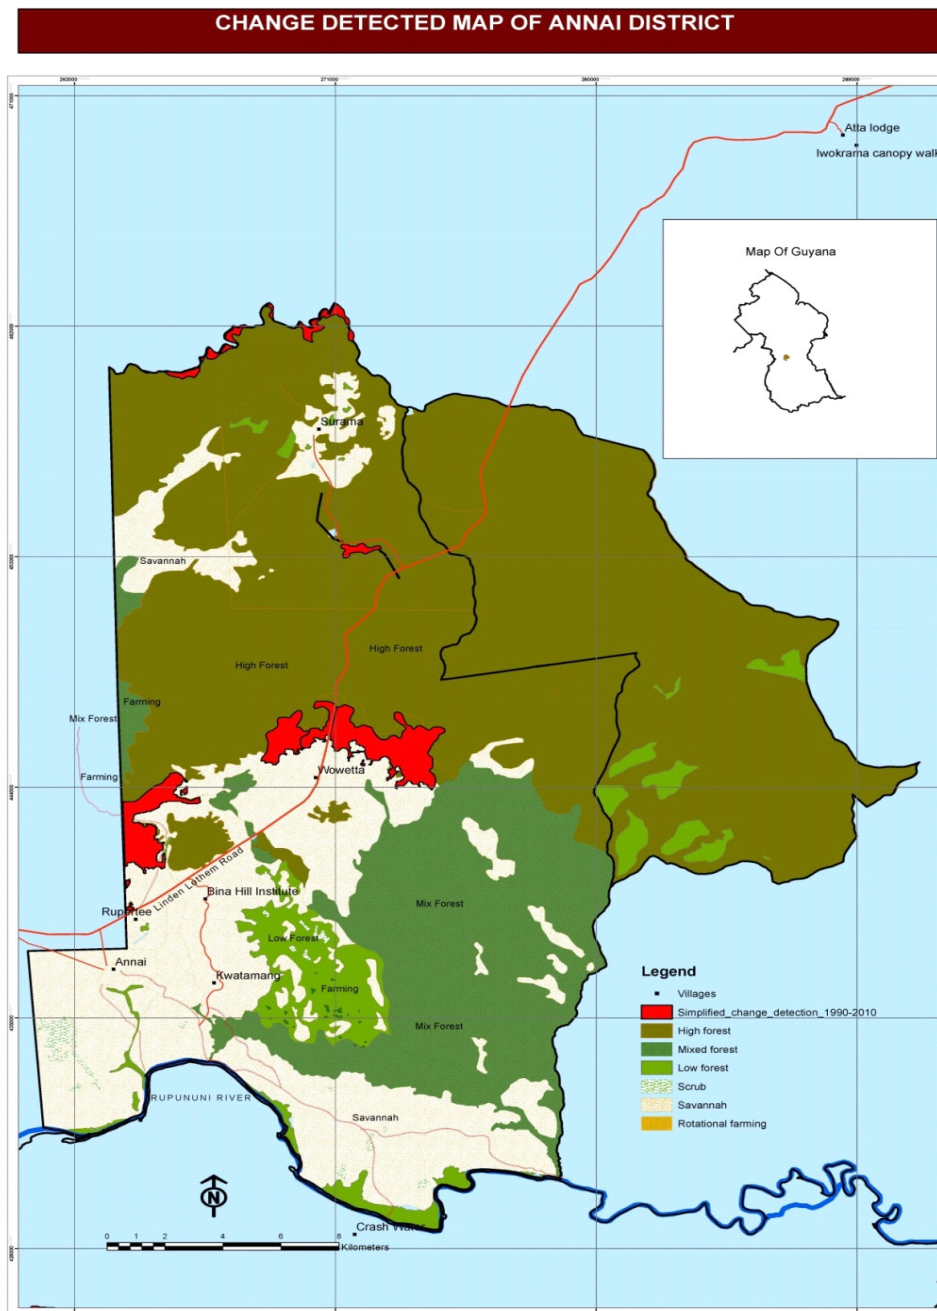 CHANGE DETECTED MAP OF ANNAI DISTRICT
262000
271000
280000
289000
Atta lodge
Iwokrama canopy walk
Map Of Guyana
Surama
Savannah
High Forest
High Forest
Farming
Mix Forest
Farming
Wowetta
Linden Lethem Road
Bina Hill Institute
Rupertee
Mix Forest
Low Forest
Annai
Kwatamang
Farming
Mix Forest
RUPUNUNI RIVER
Savannah
Legend
Villages
Simplified_change_detection_1990-2010
High forest
Mixed forest
Low forest
Scrub
Savannah
Rotational farming
N
Crash Water
0 1 2 4 6 8
Kilometers